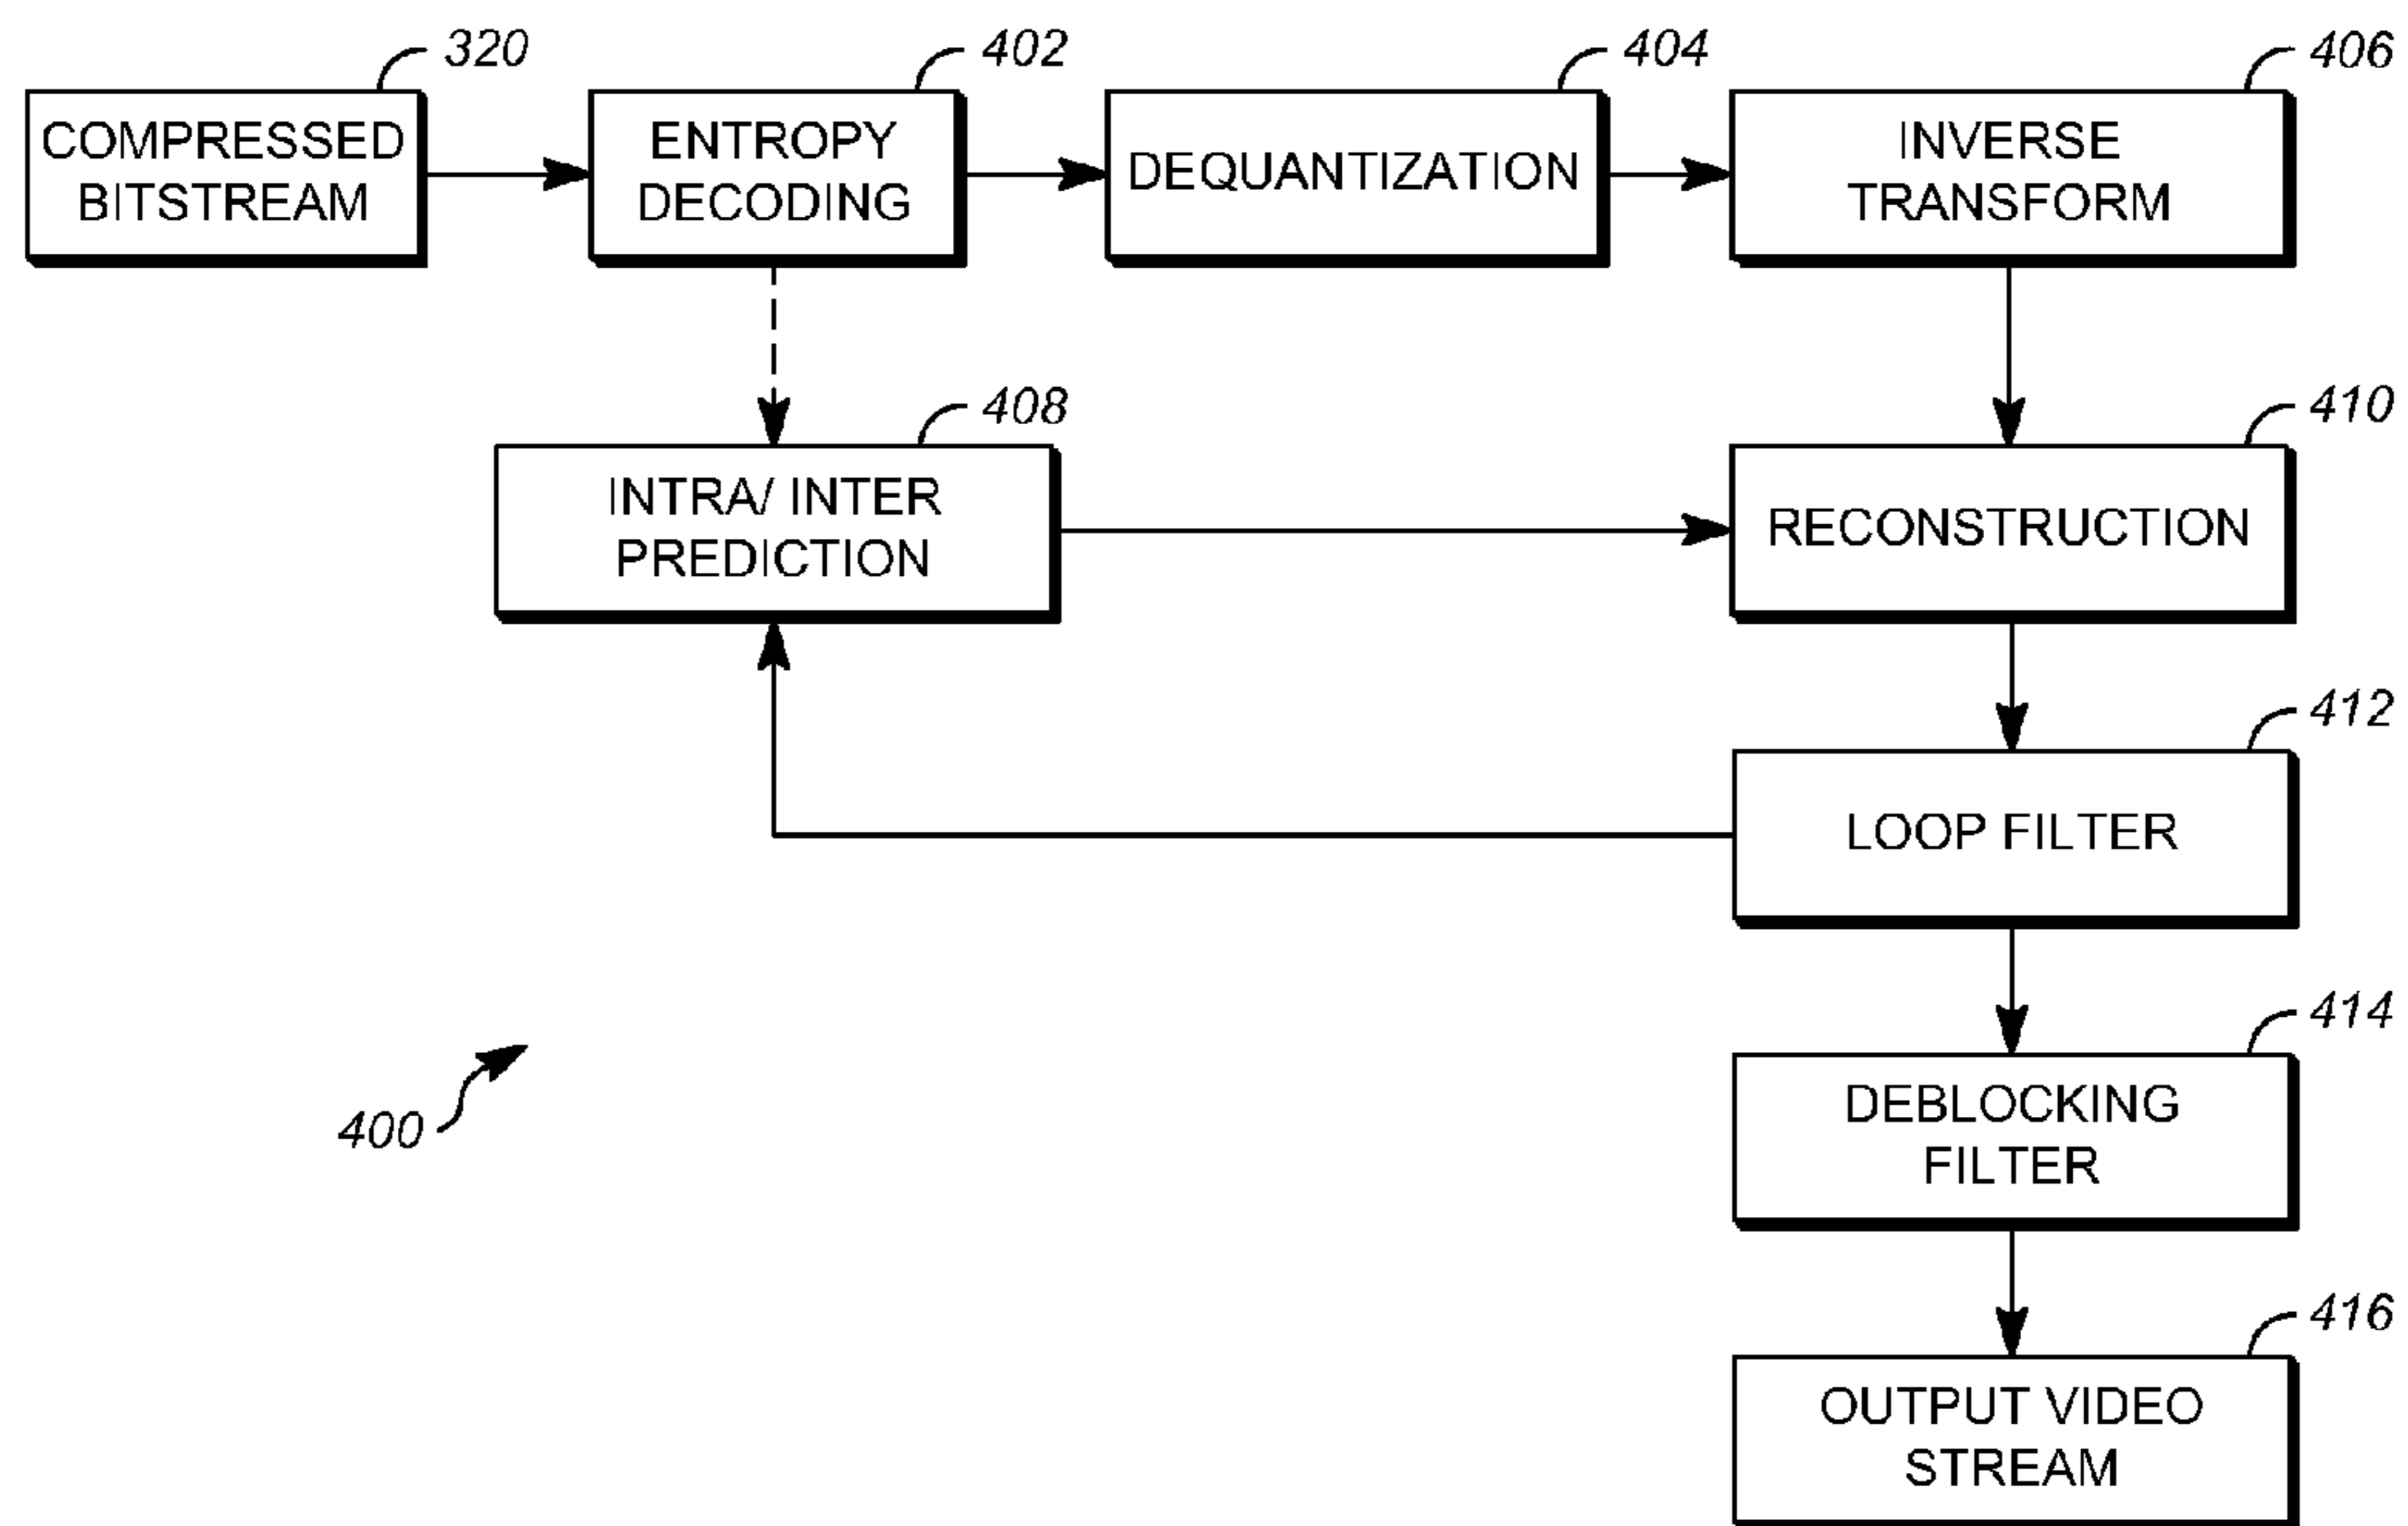 320
402
404
406
COMPRESSED
BITSTREAM
ENTROPY
DECODING
DEQUANTIZATION
INVERSE
TRANSFORM
408
410
INTRA/ INTER
PREDICTION
RECONSTRUCTION
412
LOOP FILTER
414
DEBLOCKING
FILTER
400
416
OUTPUT VIDEO
STREAM